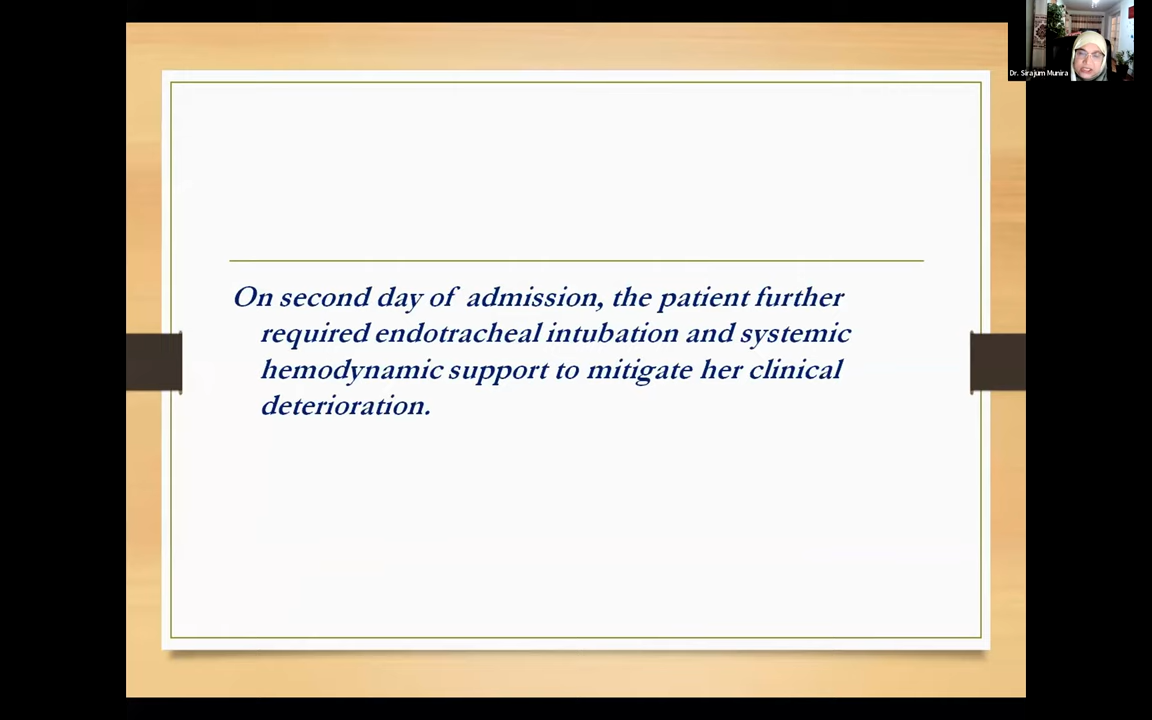 Dr. Sirajum Munira
On second day of admission, the patient further
required endotracheal intubation and systemic
hemodynamic support to mitigate her clinical
deterioration.